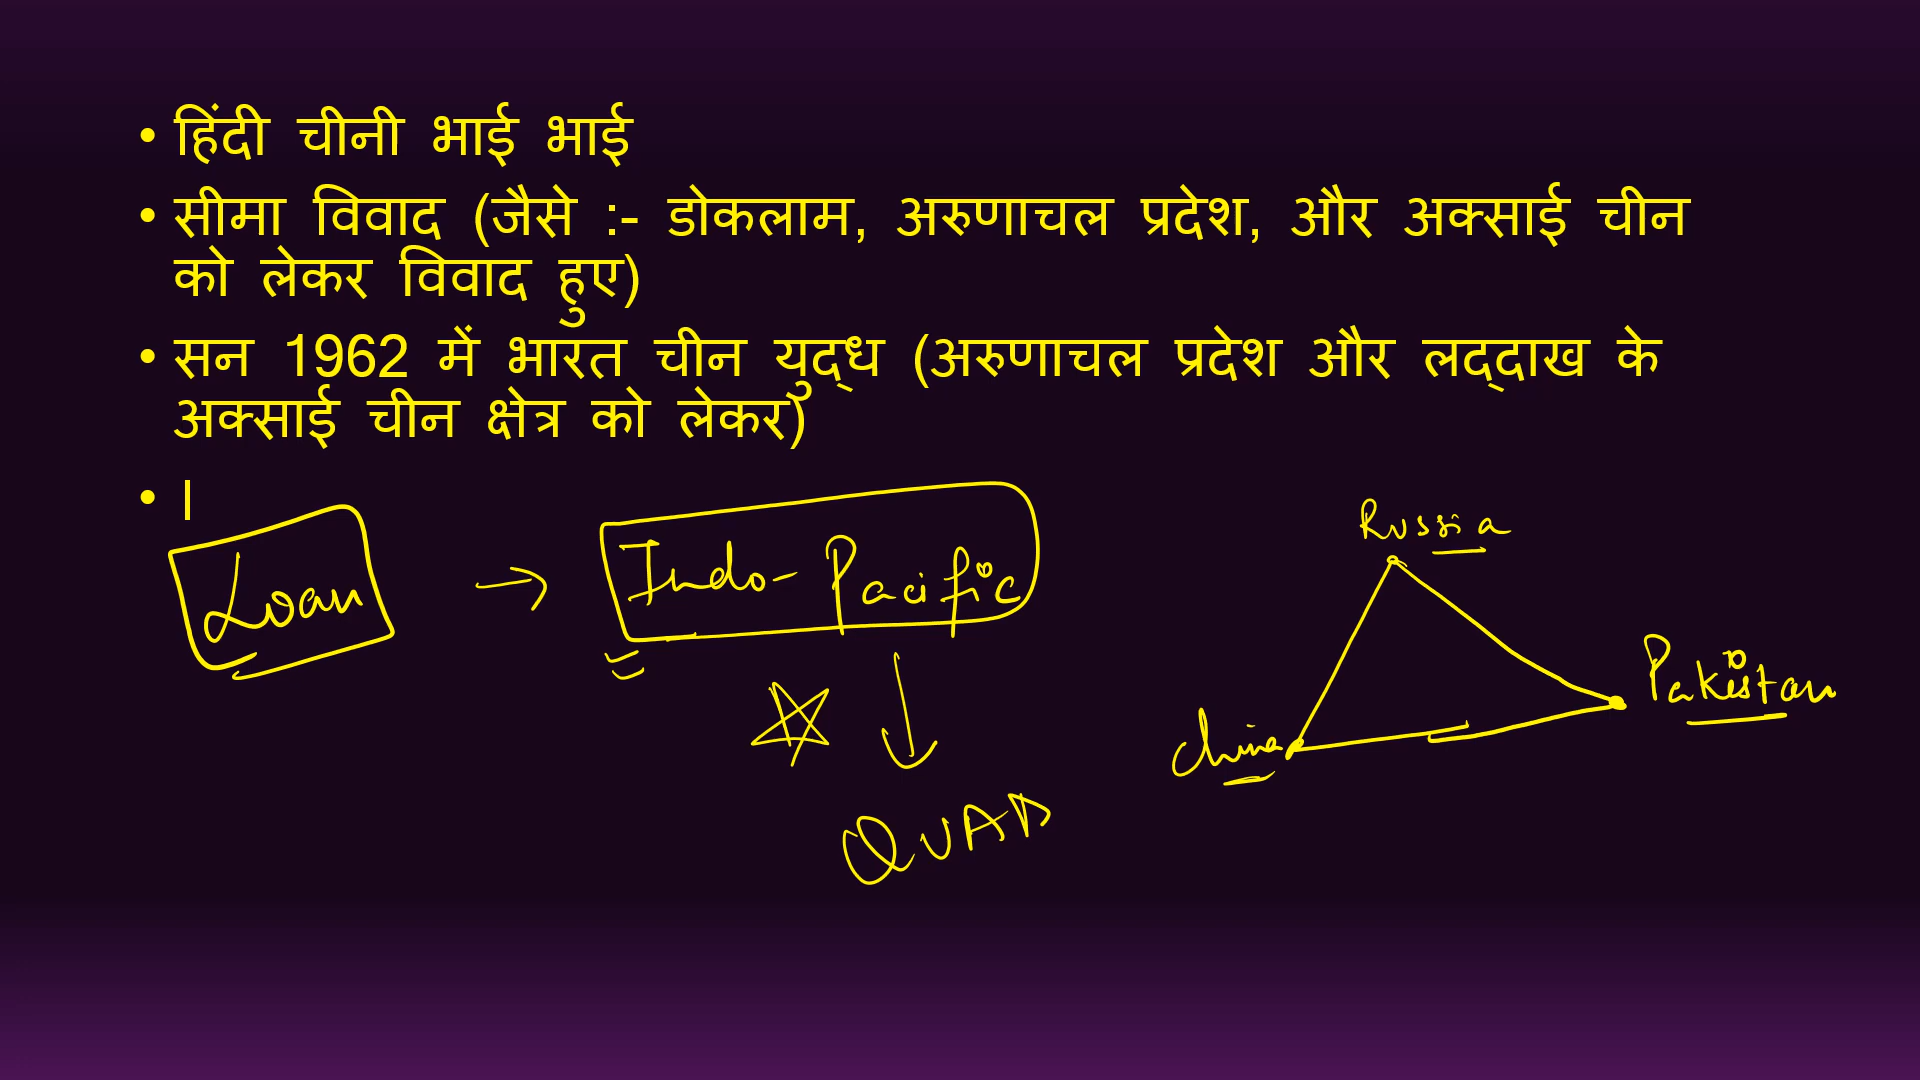 • हिंदी चीनी भाई भाई
• सीमा विवाद (जैसे :- डोकलाम, अरुणाचल प्रदेश, और अक्साई चीन
को लेकर विवाद हुए)
• सन 1962 में भारत चीन युद्ध (अरुणाचल प्रदेश और लद्दाख के
अक्साई चीन क्षेत्र को लेकर)
• |
Loan → Indo-Pacific
QUAD
Russia
Pakistan
China